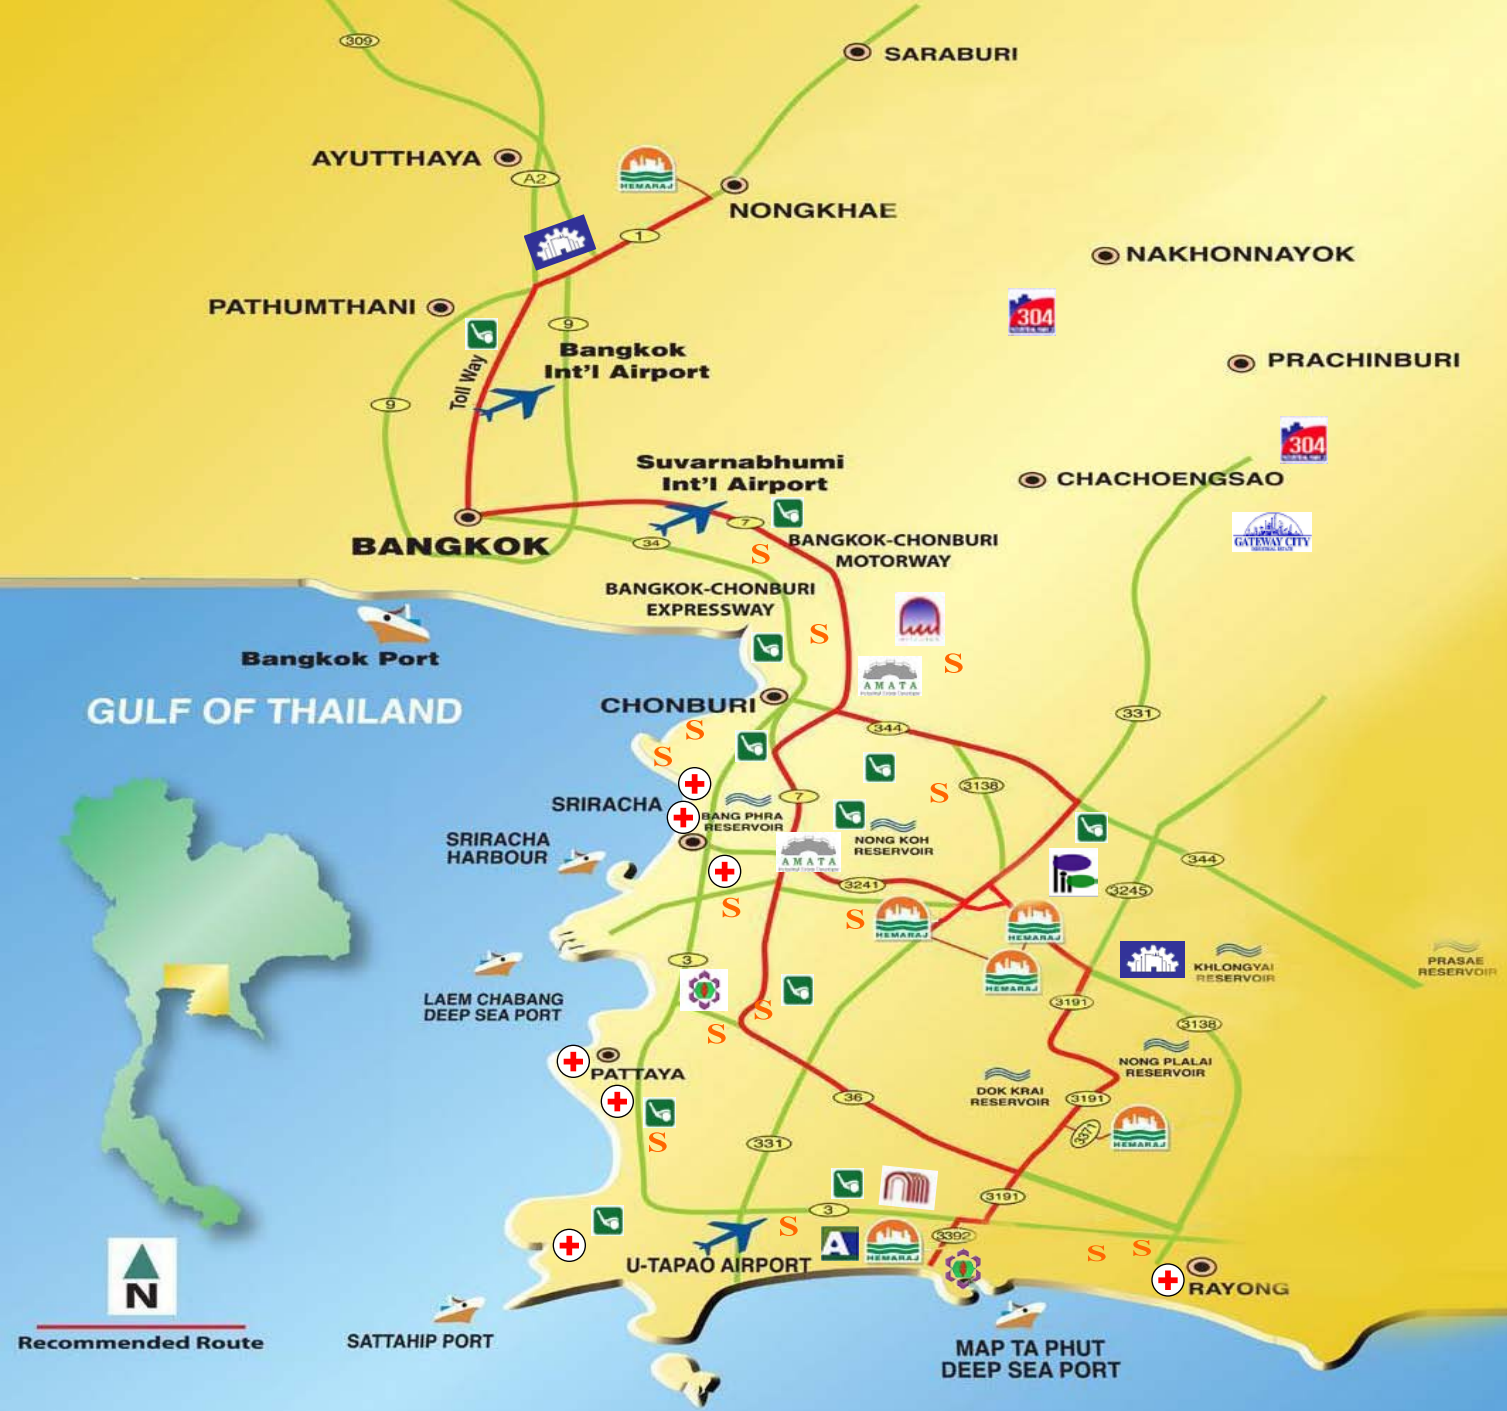 309
SARABURI
AYUTTHAYA
A2
HEMARAJ
NONGKHAE
1
NAKHONNAYOK
304
PATHUMTHANI
9
Bangkok
Int'l Airport
Toll Way
9
PRACHINBURI
304
Suvarnabhumi
Int'l Airport
CHACHOENGSAO
7
BANGKOK
34
S
BANGKOK-CHONBURI
MOTORWAY
GATEWAY CITY
INDUSTRIAL ESTATE
BANGKOK-CHONBURI
EXPRESSWAY
S
S
Bangkok Port
AMATA
GULF OF THAILAND
CHONBURI
S
S
344
331
SRIRACHA
BANG PHRA
RESERVOIR
7
S
3138
SRIRACHA
HARBOUR
NONG KOH
RESERVOIR
AMATA
344
3241
3245
S
S
HEMARAJ
HEMARAJ
HEMARAJ
3
KHLONGYAI
RESERVOIR
PRASAE
RESERVOIR
LAEM CHABANG
DEEP SEA PORT
S
S
3191
3138
PATTAYA
NONG PLALAI
RESERVOIR
DOK KRAI
RESERVOIR
36
3191
S
331
3371
HEMARAJ
3191
3
S
A
HEMARAJ
3392
S
S
U-TAPAO AIRPORT
RAYONG
N
Recommended Route
SATTAHIP PORT
MAP TA PHUT
DEEP SEA PORT